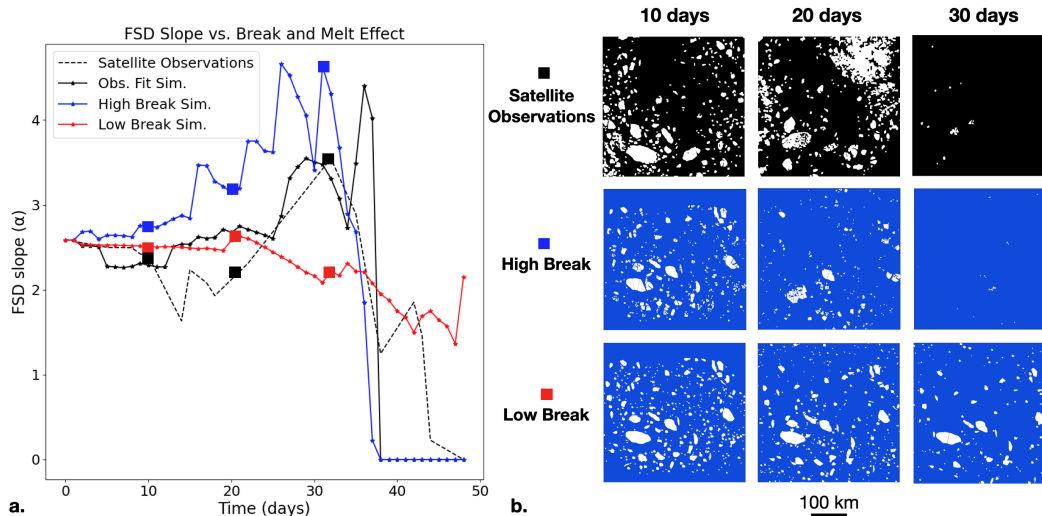 FSD Slope vs. Break and Melt Effect
Satellite Observations
Obs. Fit Sim.
High Break Sim.
Low Break Sim.
FSD slope (α)
4
3
2
1
0
0
10
20
30
40
50
Time (days)
a.
10 days
20 days
30 days
Satellite
Observations
High Break
Low Break
100 km
b.